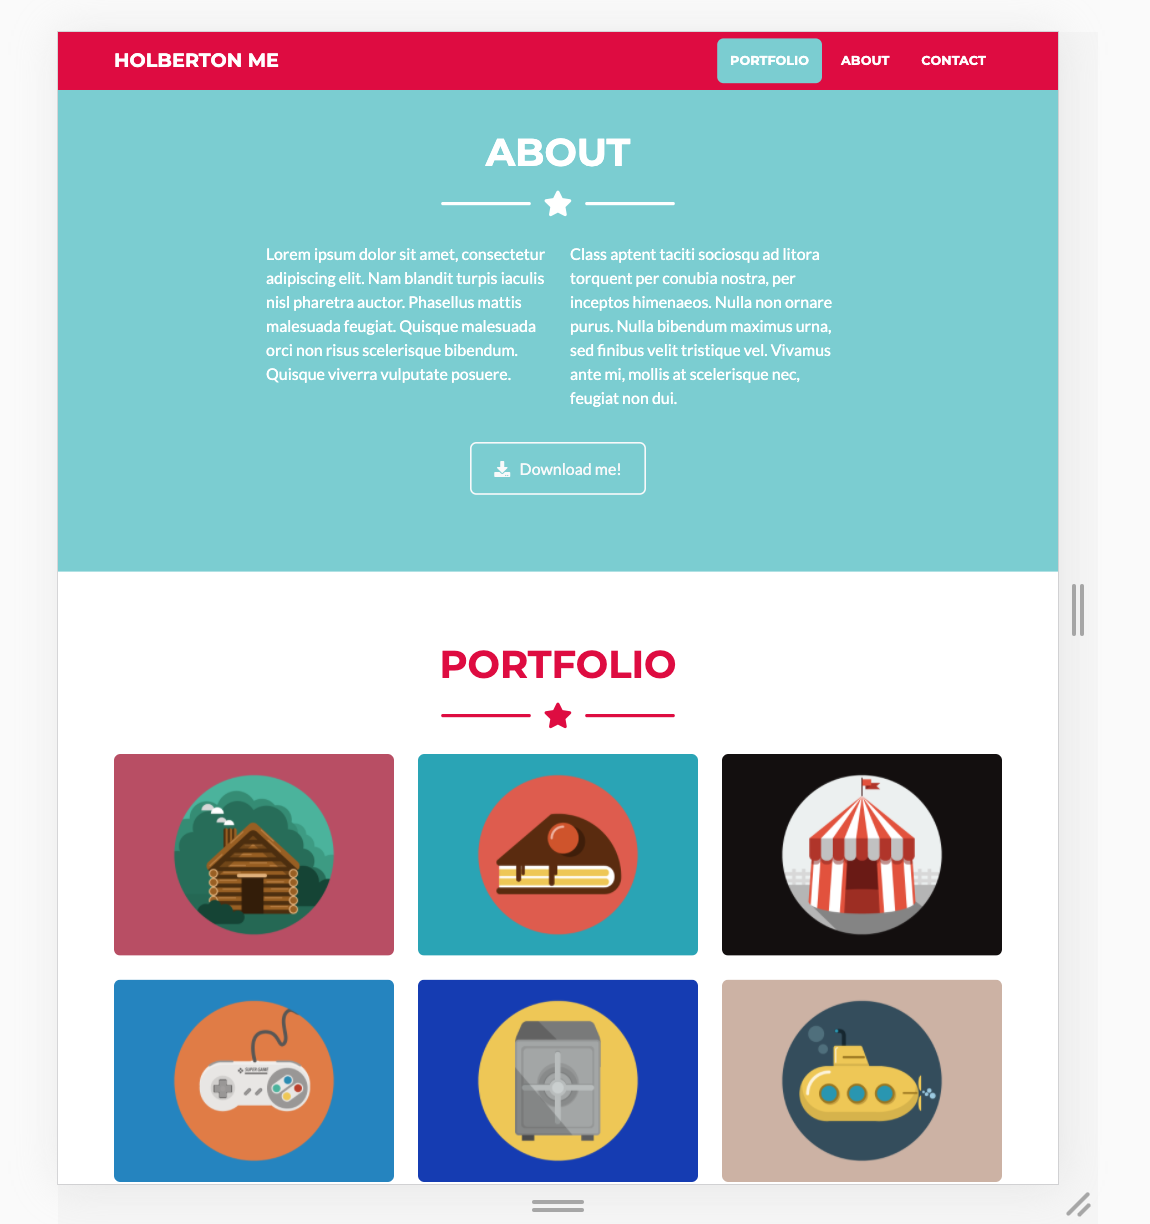 HOLBERTON ME
PORTFOLIO ABOUT CONTACT
ABOUT
Lorem ipsum dolor sit amet, consectetur
adipiscing elit. Nam blandit turpis iaculis
nisl pharetra auctor. Phasellus mattis
malesuada feugiat. Quisque malesuada
orci non risus scelerisque bibendum.
Quisque viverra vulputate posuere.
Class aptent taciti sociosqu ad litora
torquent per conubia nostra, per
inceptos himenaeos. Nulla non ornare
purus. Nulla bibendum maximus urna,
sed finibus velit tristique vel. Vivamus
ante mi, mollis at scelerisque nec,
feugiat non dui.
Download me!
PORTFOLIO
SUPER GAME